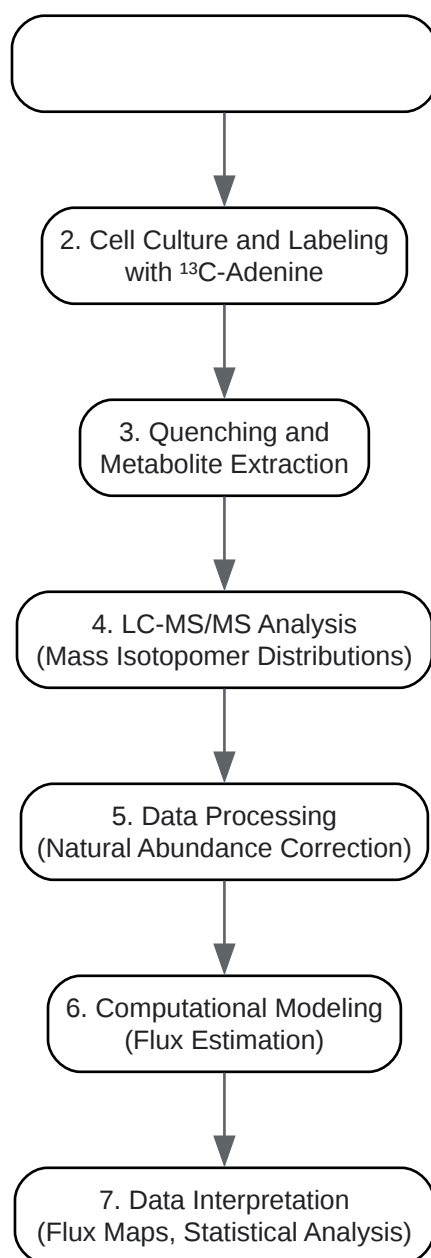 2. Cell Culture and Labeling
with ¹³C-Adenine
3. Quenching and
Metabolite Extraction
4. LC-MS/MS Analysis
(Mass Isotopomer Distributions)
5. Data Processing
(Natural Abundance Correction)
6. Computational Modeling
(Flux Estimation)
7. Data Interpretation
(Flux Maps, Statistical Analysis)